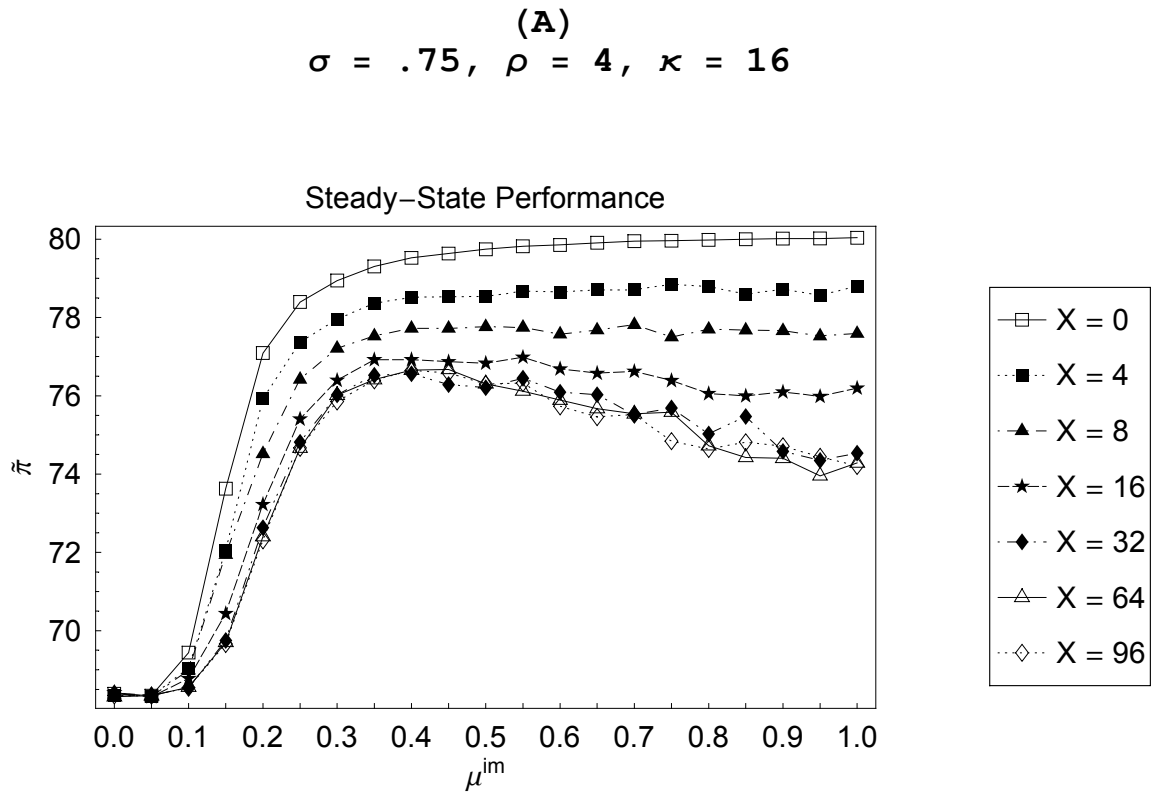 (A)
σ = .75, ρ = 4, κ = 16
Steady−State Performance
80
78
76
74
72
70
π̃
0.0 0.1 0.2 0.3 0.4 0.5 0.6 0.7 0.8 0.9 1.0
μ^im
X = 0
X = 4
X = 8
X = 16
X = 32
X = 64
X = 96